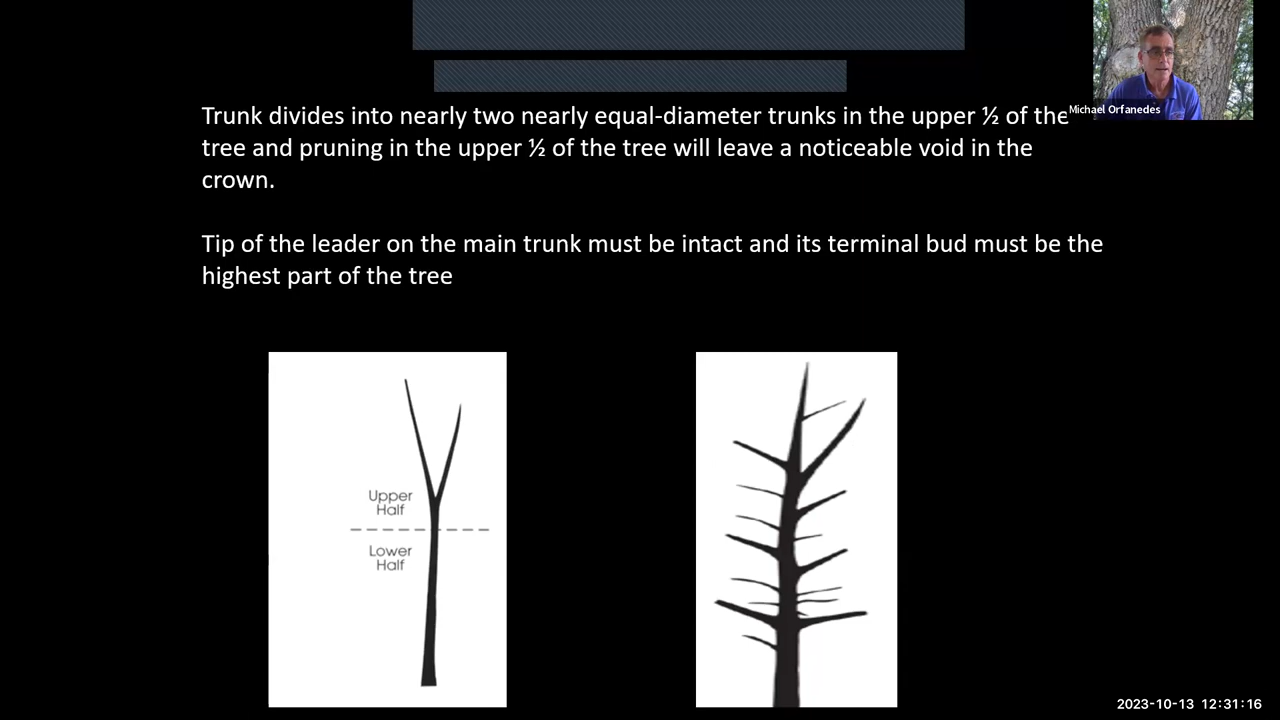 Trunk divides into nearly two nearly equal-diameter trunks in the upper ½ of the
tree and pruning in the upper ½ of the tree will leave a noticeable void in the
crown.
Tip of the leader on the main trunk must be intact and its terminal bud must be the
highest part of the tree
Michael Orfanedes
Upper
Half
Lower
Half
2023-10-13 12:31:16